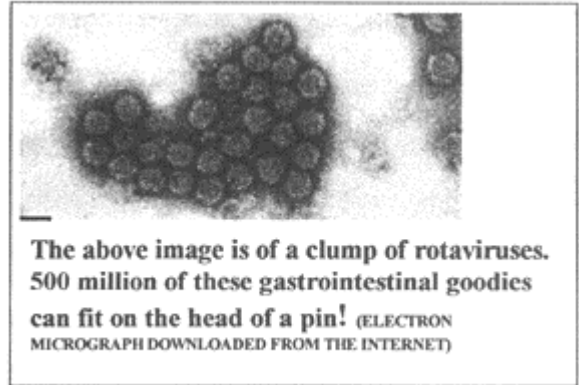 The above image is of a clump of rotaviruses.
500 million of these gastrointestinal goodies
can fit on the head of a pin! (ELECTRON
MICROGRAPH DOWNLOADED FROM THE INTERNET)